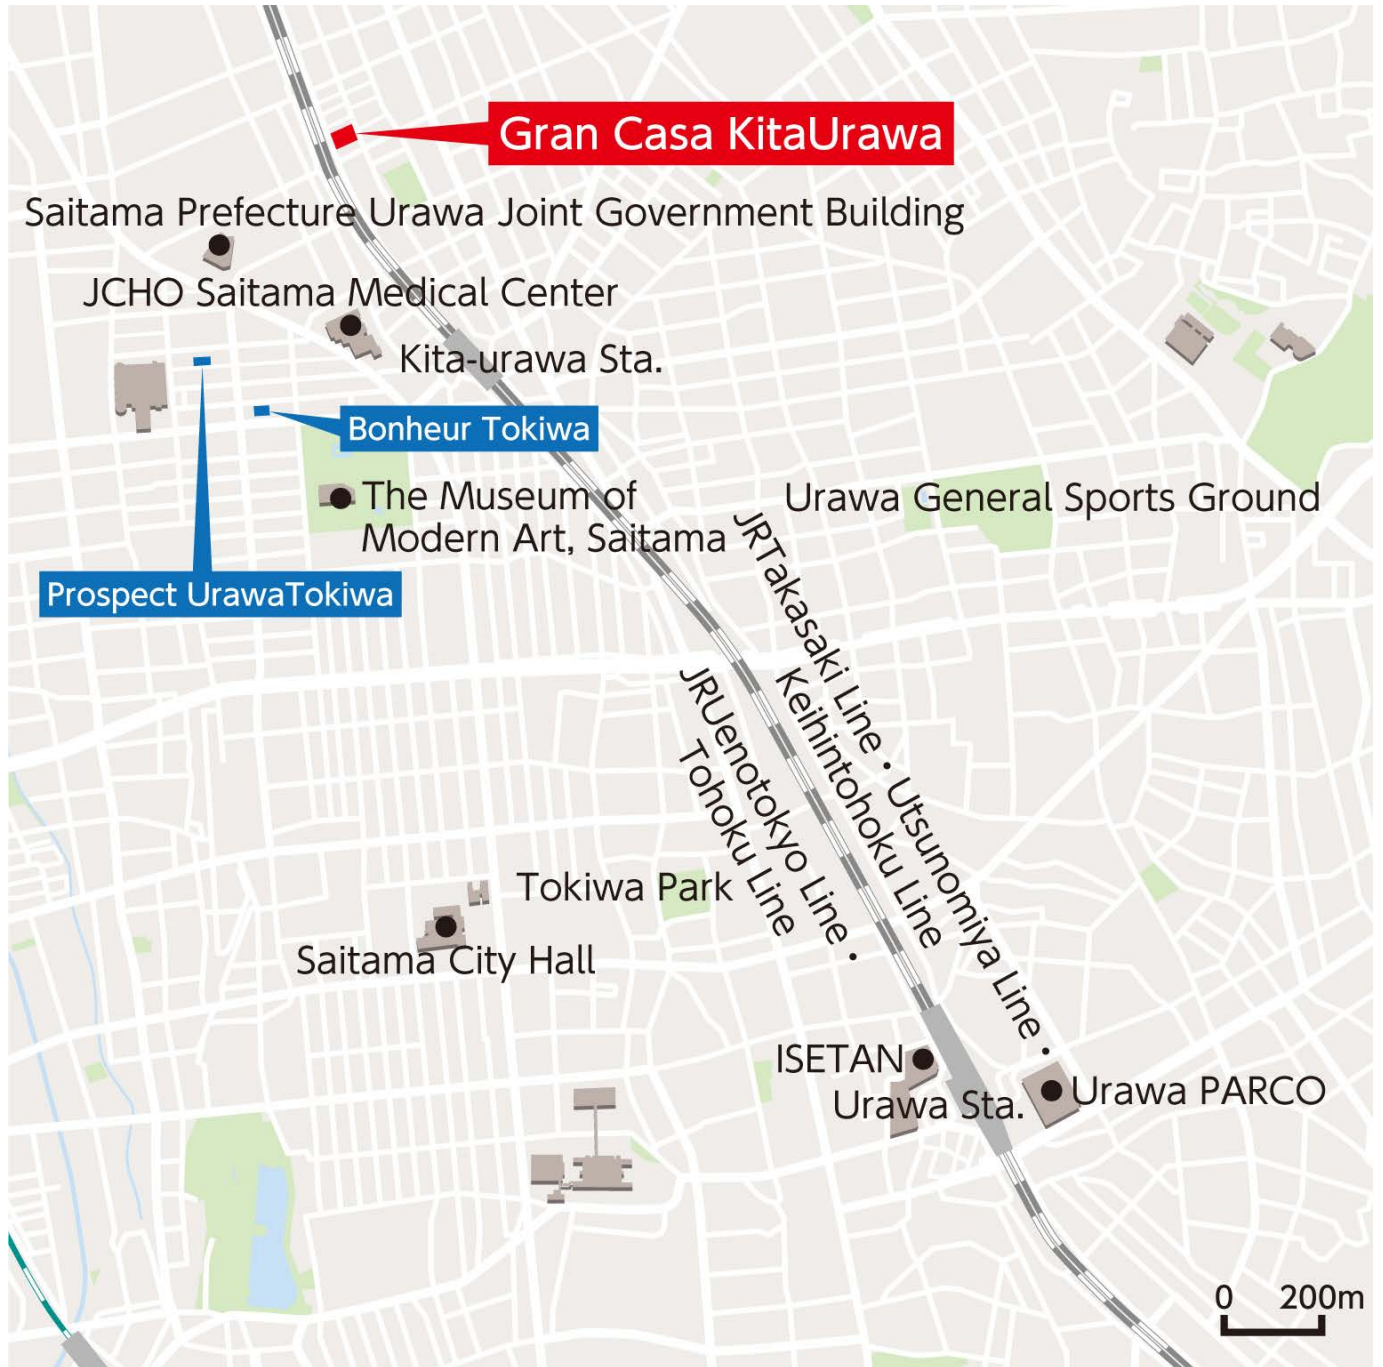 Gran Casa KitaUrawa
Saitama Prefecture Urawa Joint Government Building
JCHO Saitama Medical Center
Kita-urawa Sta.
Bonheur Tokiwa
The Museum of
Modern Art, Saitama
Urawa General Sports Ground
Prospect UrawaTokiwa
JRTakasaki Line・Utsunomiya Line・
Keihintohoku Line
JRUenotokyo Line・
Tohoku Line
Tokiwa Park
Saitama City Hall
ISETAN
Urawa Sta.
Urawa PARCO
0 200m